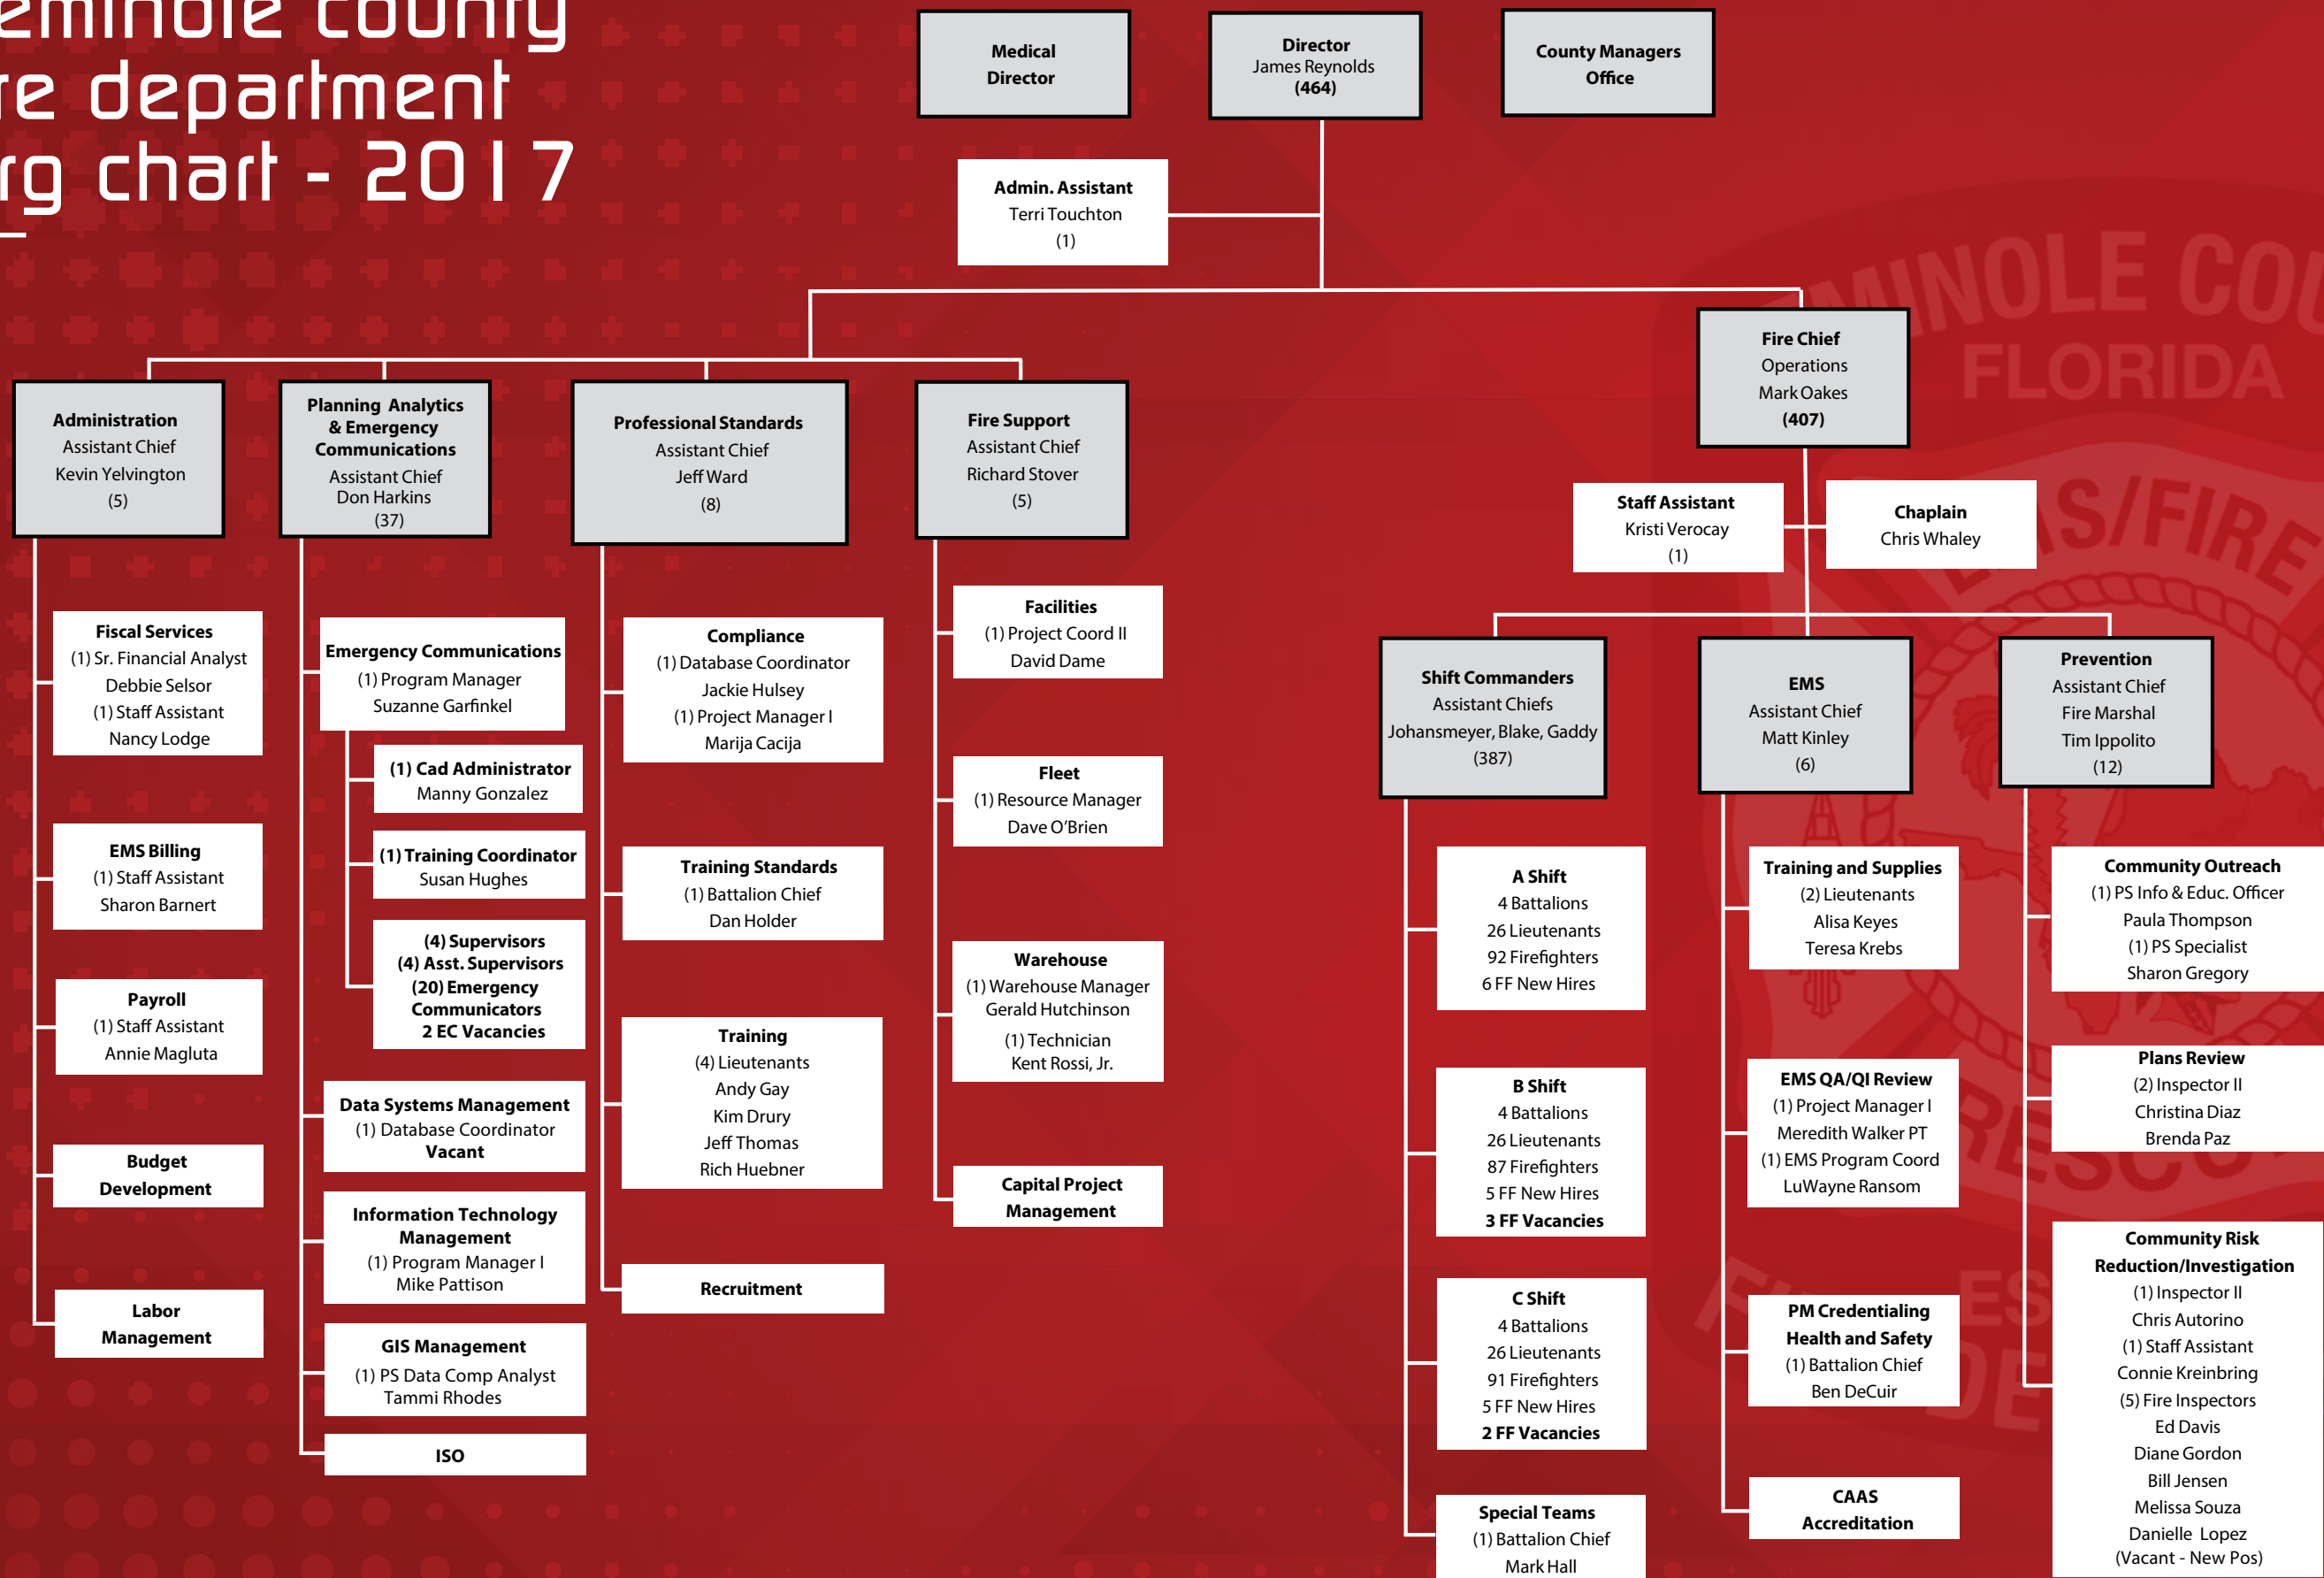 eminole county
re department
rg chart - 2017
Medical
Director
Director
James Reynolds
(464)
County Managers
Office
Admin. Assistant
Terri Touchton
(1)
Fire Chief
Operations
Mark Oakes
(407)
Administration
Assistant Chief
Kevin Yelvington
(5)
Planning Analytics
& Emergency
Communications
Assistant Chief
Don Harkins
(37)
Professional Standards
Assistant Chief
Jeff Ward
(8)
Fire Support
Assistant Chief
Richard Stover
(5)
Staff Assistant
Kristi Verocay
(1)
Chaplain
Chris Whaley
Fiscal Services
(1) Sr. Financial Analyst
Debbie Selsor
(1) Staff Assistant
Nancy Lodge
EMS Billing
(1) Staff Assistant
Sharon Barnert
Payroll
(1) Staff Assistant
Annie Magluta
Budget
Development
Labor
Management
Emergency Communications
(1) Program Manager
Suzanne Garfinkel
(1) Cad Administrator
Manny Gonzalez
(1) Training Coordinator
Susan Hughes
(4) Supervisors
(4) Asst. Supervisors
(20) Emergency
Communicators
2 EC Vacancies
Data Systems Management
(1) Database Coordinator
Vacant
Information Technology
Management
(1) Program Manager I
Mike Pattison
GIS Management
(1) PS Data Comp Analyst
Tammi Rhodes
ISO
Compliance
(1) Database Coordinator
Jackie Hulsey
(1) Project Manager I
Marija Cacija
Training Standards
(1) Battalion Chief
Dan Holder
Training
(4) Lieutenants
Andy Gay
Kim Drury
Jeff Thomas
Rich Huebner
Recruitment
Facilities
(1) Project Coord II
David Dame
Fleet
(1) Resource Manager
Dave O'Brien
Warehouse
(1) Warehouse Manager
Gerald Hutchinson
(1) Technician
Kent Rossi, Jr.
Capital Project
Management
Shift Commanders
Assistant Chiefs
Johansmeyer, Blake, Gaddy
(387)
EMS
Assistant Chief
Matt Kinley
(6)
Prevention
Assistant Chief
Fire Marshal
Tim Ippolito
(12)
A Shift
4 Battalions
26 Lieutenants
92 Firefighters
6 FF New Hires
B Shift
4 Battalions
26 Lieutenants
87 Firefighters
5 FF New Hires
3 FF Vacancies
C Shift
4 Battalions
26 Lieutenants
91 Firefighters
5 FF New Hires
2 FF Vacancies
Special Teams
(1) Battalion Chief
Mark Hall
Training and Supplies
(2) Lieutenants
Alisa Keyes
Teresa Krebs
EMS QA/QI Review
(1) Project Manager I
Meredith Walker PT
(1) EMS Program Coord
LuWayne Ransom
PM Credentialing
Health and Safety
(1) Battalion Chief
Ben DeCuir
CAAS
Accreditation
Community Outreach
(1) PS Info & Educ. Officer
Paula Thompson
(1) PS Specialist
Sharon Gregory
Plans Review
(2) Inspector II
Christina Diaz
Brenda Paz
Community Risk
Reduction/Investigation
(1) Inspector II
Chris Autorino
(1) Staff Assistant
Connie Kreinbring
(5) Fire Inspectors
Ed Davis
Diane Gordon
Bill Jensen
Melissa Souza
Danielle Lopez
(Vacant - New Pos)
MINOLE COU
FLORIDA
S/FIRE